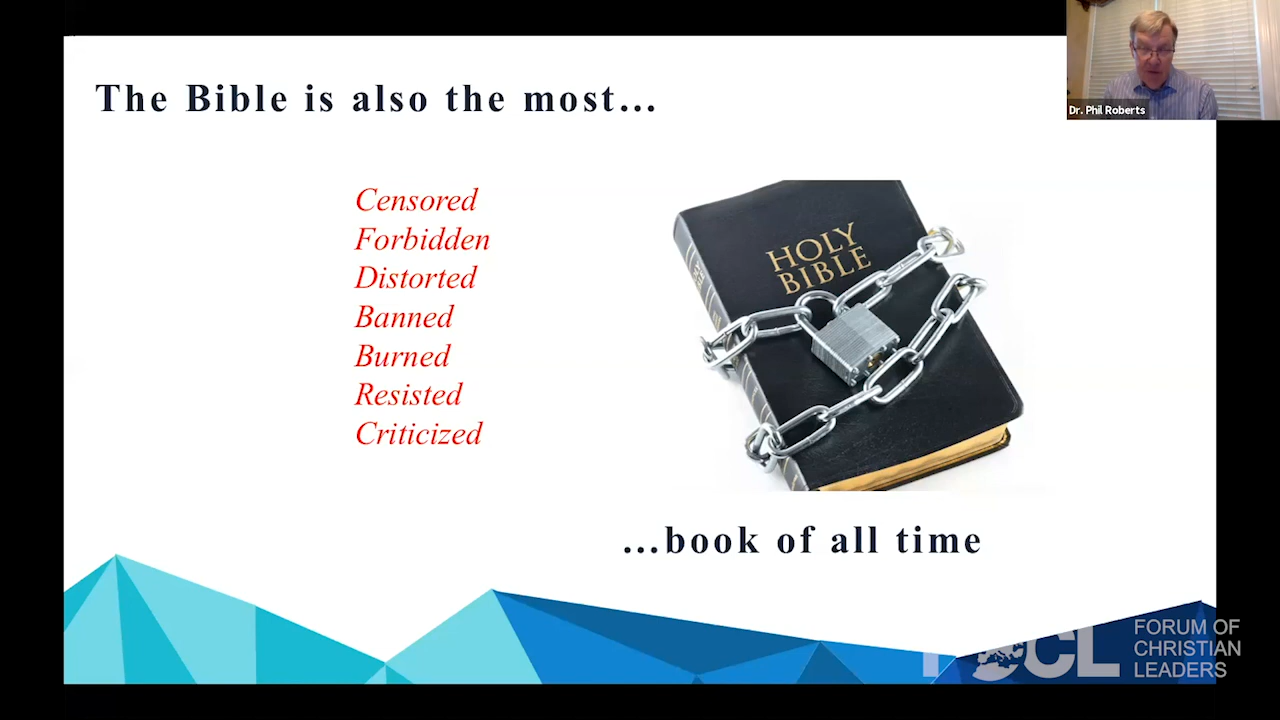 The Bible is also the most...
Dr. Phil Roberts
Censored
Forbidden
Distorted
Banned
Burned
Resisted
Criticized
HOLY
BIBLE
...book of all time
FORUM OF
CHRISTIAN
LEADERS